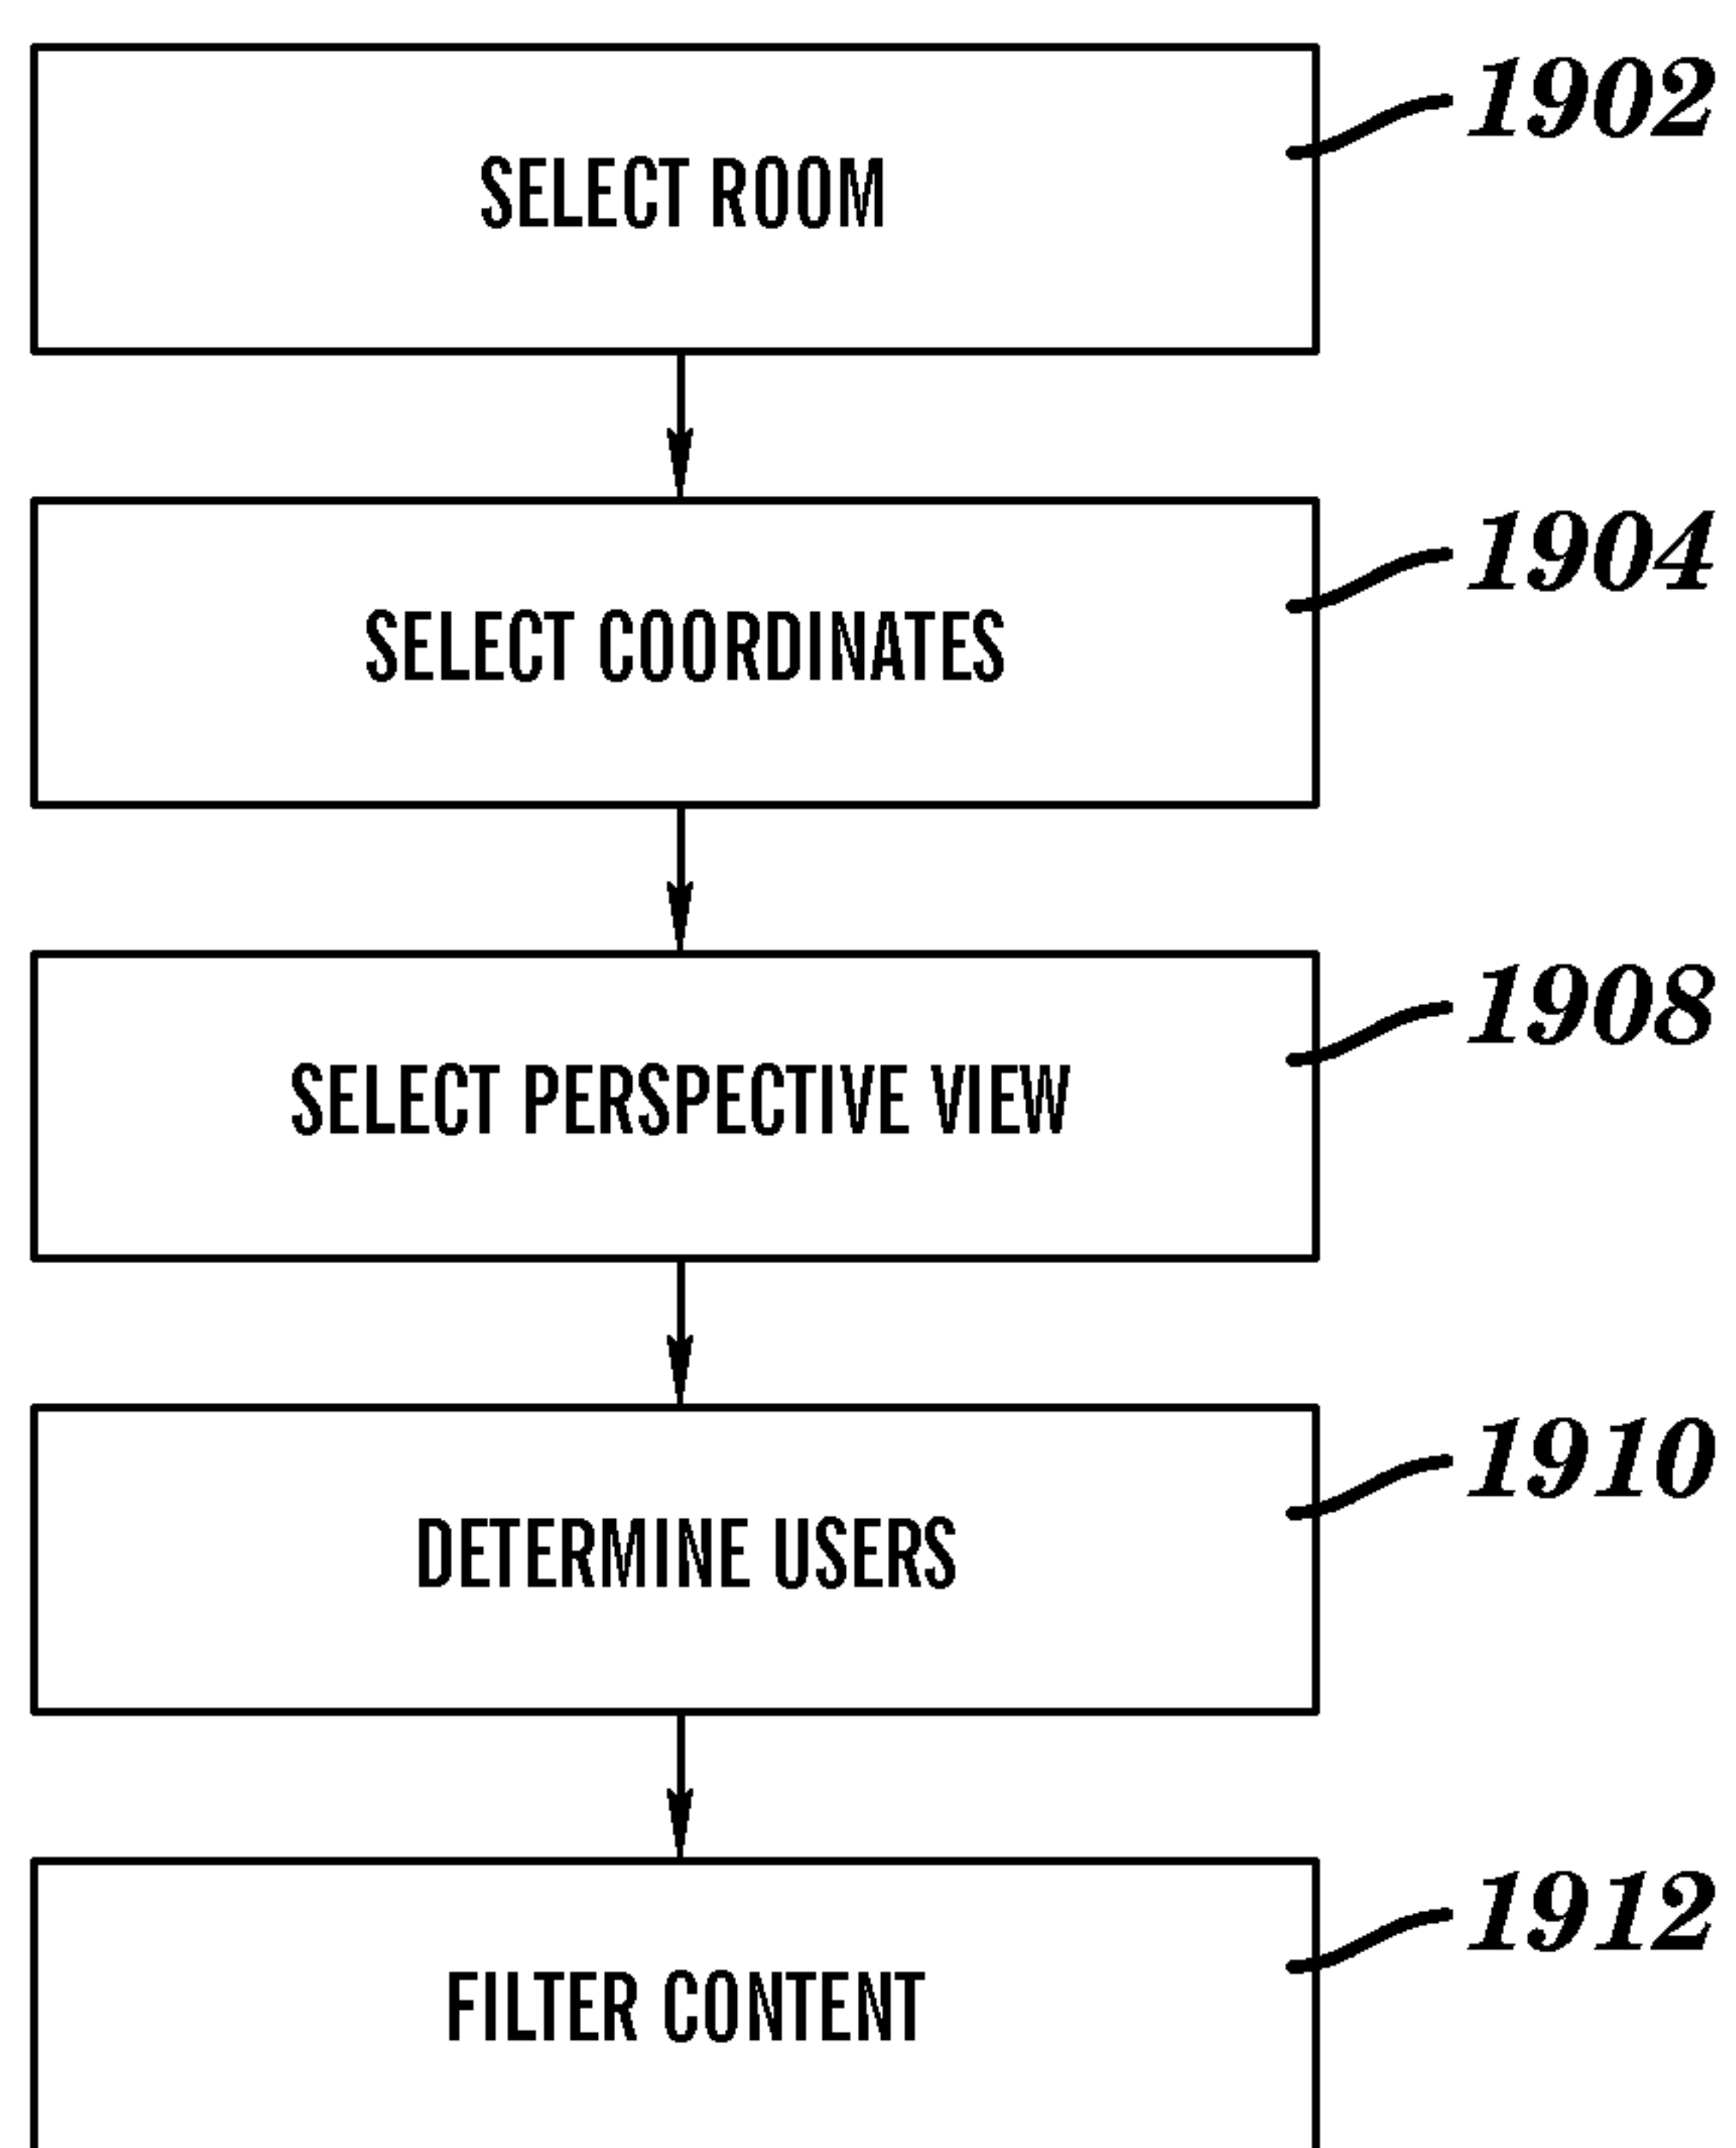 SELECT ROOM
1902
SELECT COORDINATES
1904
SELECT PERSPECTIVE VIEW
1908
DETERMINE USERS
1910
FILTER CONTENT
1912